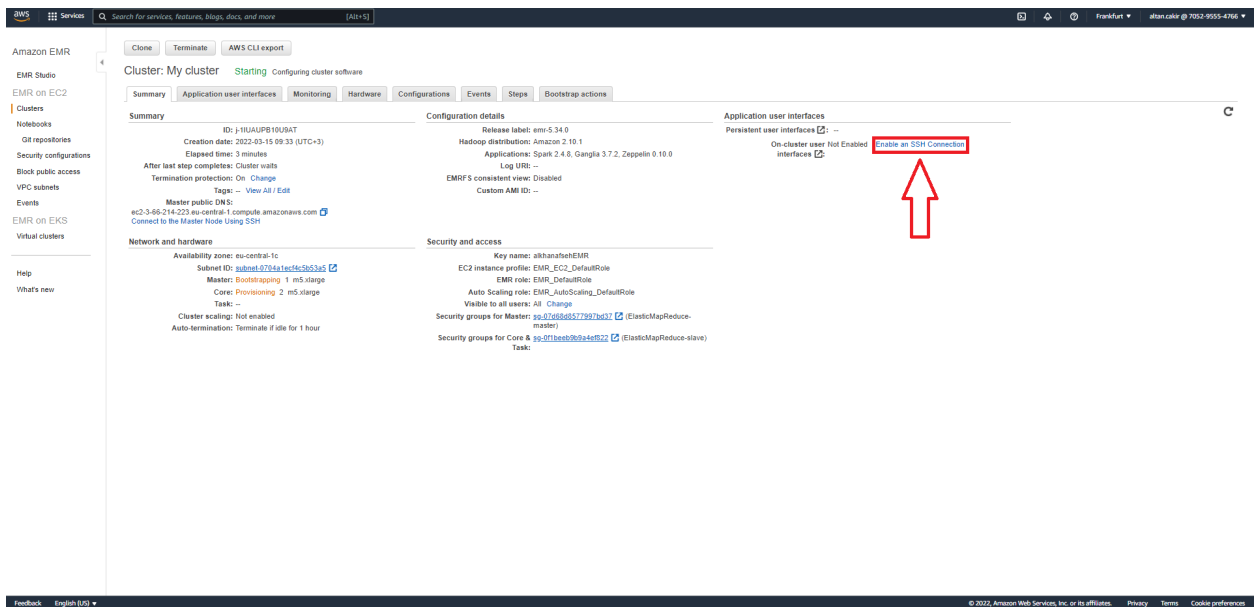 aws
Services
Search for services, features, blogs, docs, and more
[Alt+S]
Frankfurt ▼
altan.cakir @ 7052-9555-4766 ▼
Amazon EMR
EMR Studio
EMR on EC2
Clusters
Notebooks
Git repositories
Security configurations
Block public access
VPC subnets
Events
EMR on EKS
Virtual clusters
Help
What's new
Clone
Terminate
AWS CLI export
Cluster: My cluster Starting Configuring cluster software
Summary
Application user interfaces
Monitoring
Hardware
Configurations
Events
Steps
Bootstrap actions
Summary
ID: j-1IUAUPB10U9AT
Creation date: 2022-03-15 09:33 (UTC+3)
Elapsed time: 3 minutes
After last step completes: Cluster waits
Termination protection: On Change
Tags: -- View All / Edit
Master public DNS:
ec2-3-66-214-223.eu-central-1.compute.amazonaws.com
Connect to the Master Node Using SSH
Configuration details
Release label: emr-5.34.0
Hadoop distribution: Amazon 2.10.1
Applications: Spark 2.4.8, Ganglia 3.7.2, Zeppelin 0.10.0
Log URI: --
EMRFS consistent view: Disabled
Custom AMI ID: --
Application user interfaces
Persistent user interfaces : --
On-cluster user Not Enabled Enable an SSH Connection
interfaces :
Network and hardware
Availability zone: eu-central-1c
Subnet ID: subnet-0704a1ecf4c5b53a5
Master: Bootstrapping 1 m5.xlarge
Core: Provisioning 2 m5.xlarge
Task: --
Cluster scaling: Not enabled
Auto-termination: Terminate if idle for 1 hour
Security and access
Key name: alkhanafsehEMR
EC2 instance profile: EMR_EC2_DefaultRole
EMR role: EMR_DefaultRole
Auto Scaling role: EMR_AutoScaling_DefaultRole
Visible to all users: All Change
Security groups for Master: sg-07d68d8577997bd37 (ElasticMapReduce-
master)
Security groups for Core & sg-0f1beeb9b9a4ef822 (ElasticMapReduce-slave)
Task:
Feedback
English (US) ▼
© 2022, Amazon Web Services, Inc. or its affiliates.
Privacy
Terms
Cookie preferences